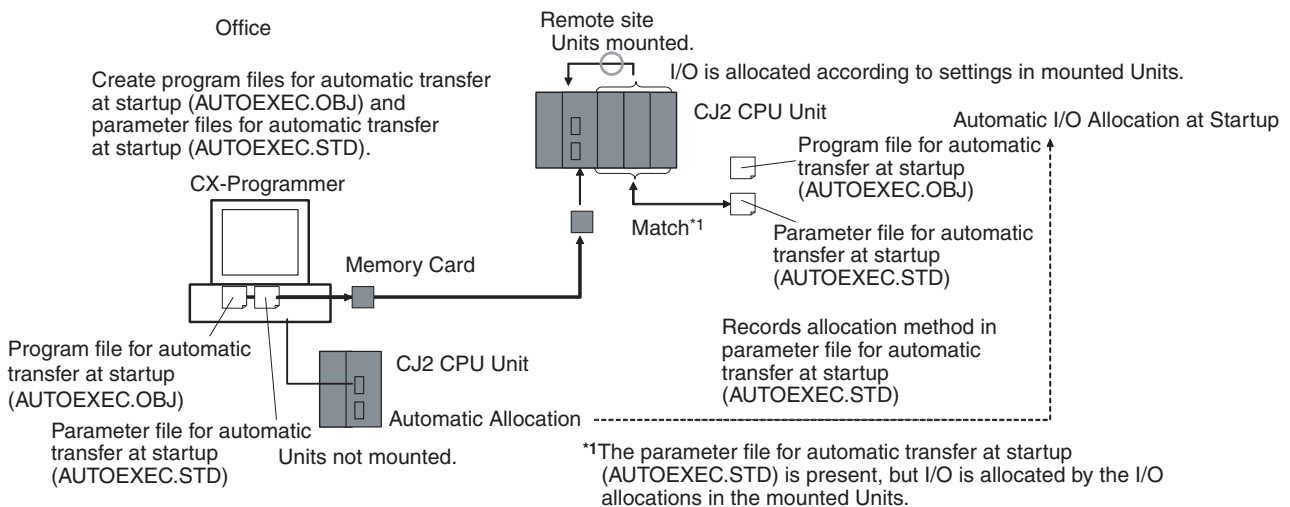 Office
Remote site
Units mounted.
Create program files for automatic transfer
at startup (AUTOEXEC.OBJ) and
parameter files for automatic transfer
at startup (AUTOEXEC.STD).
I/O is allocated according to settings in mounted Units.
CJ2 CPU Unit
Automatic I/O Allocation at Startup
Program file for automatic
transfer at startup
(AUTOEXEC.OBJ)
CX-Programmer
Match*1
Parameter file for automatic
transfer at startup
(AUTOEXEC.STD)
Memory Card
Records allocation method in
parameter file for automatic
transfer at startup
(AUTOEXEC.STD)
Program file for automatic
transfer at startup
(AUTOEXEC.OBJ)
CJ2 CPU Unit
Automatic Allocation
Parameter file for automatic
transfer at startup
(AUTOEXEC.STD)
Units not mounted.
*1The parameter file for automatic transfer at startup
(AUTOEXEC.STD) is present, but I/O is allocated by the I/O
allocations in the mounted Units.